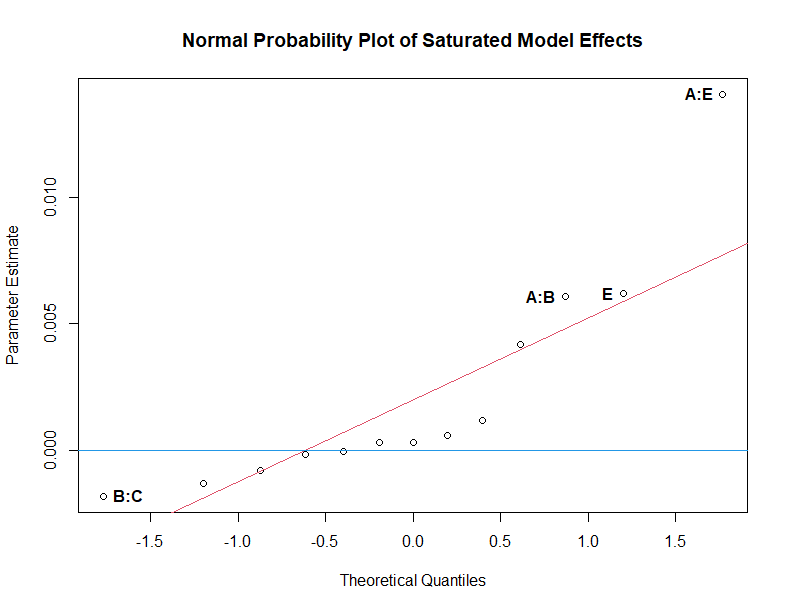 Normal Probability Plot of Saturated Model Effects
A:E
0.010
Parameter Estimate
A:B
E
0.005
0.000
B:C
-1.5 -1.0 -0.5 0.0 0.5 1.0 1.5
Theoretical Quantiles